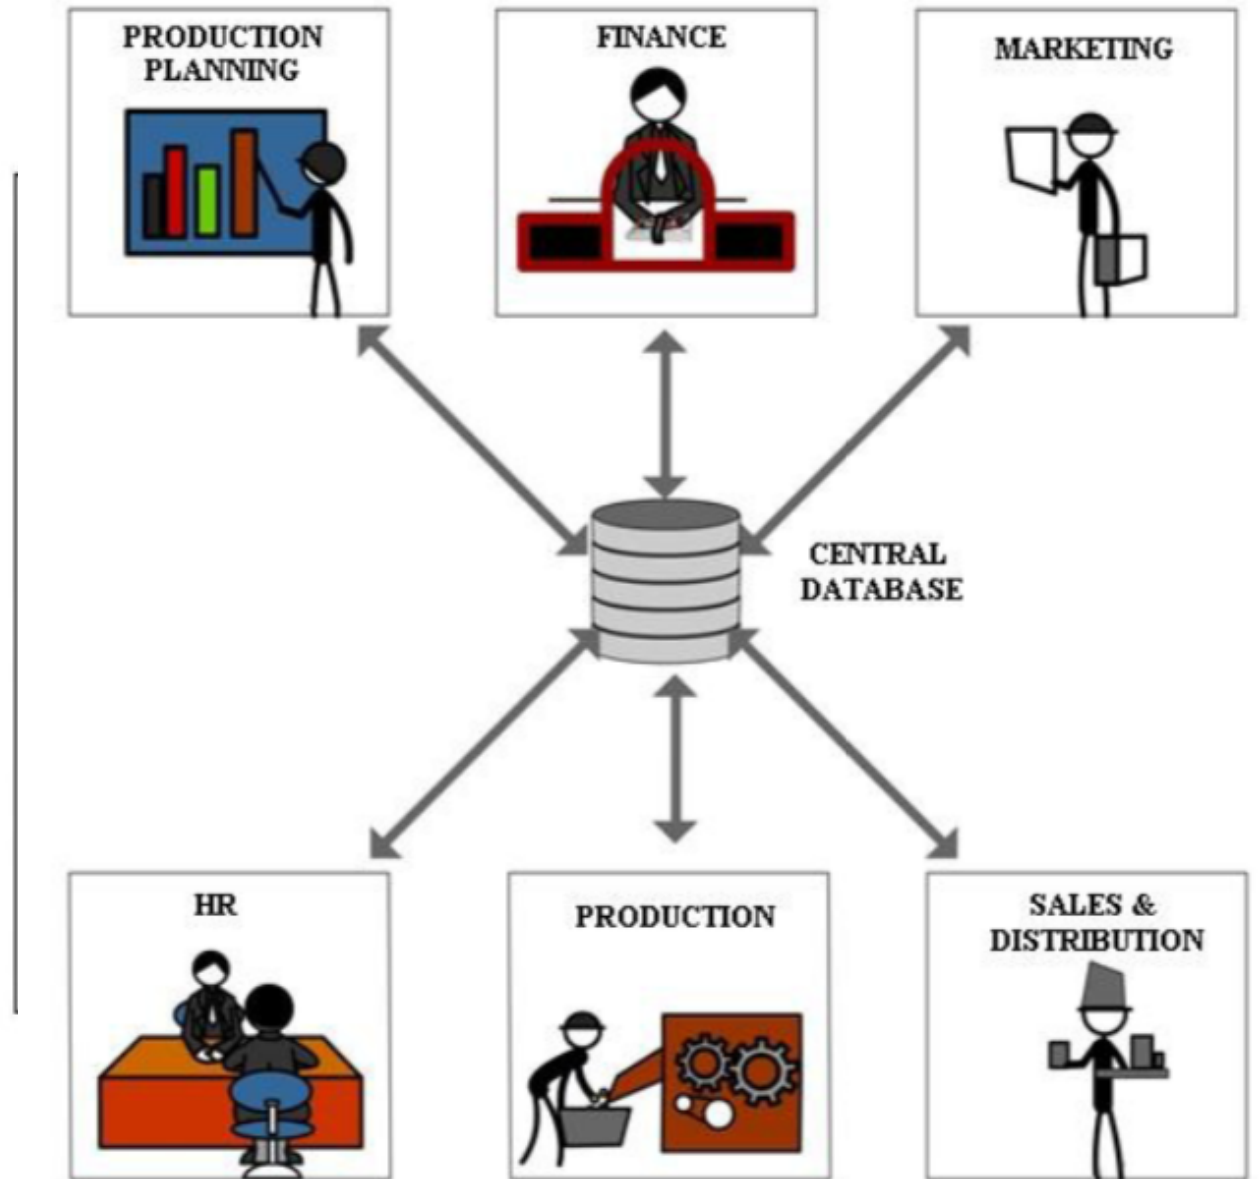 PRODUCTION
PLANNING
FINANCE
MARKETING
CENTRAL
DATABASE
HR
PRODUCTION
SALES &
DISTRIBUTION